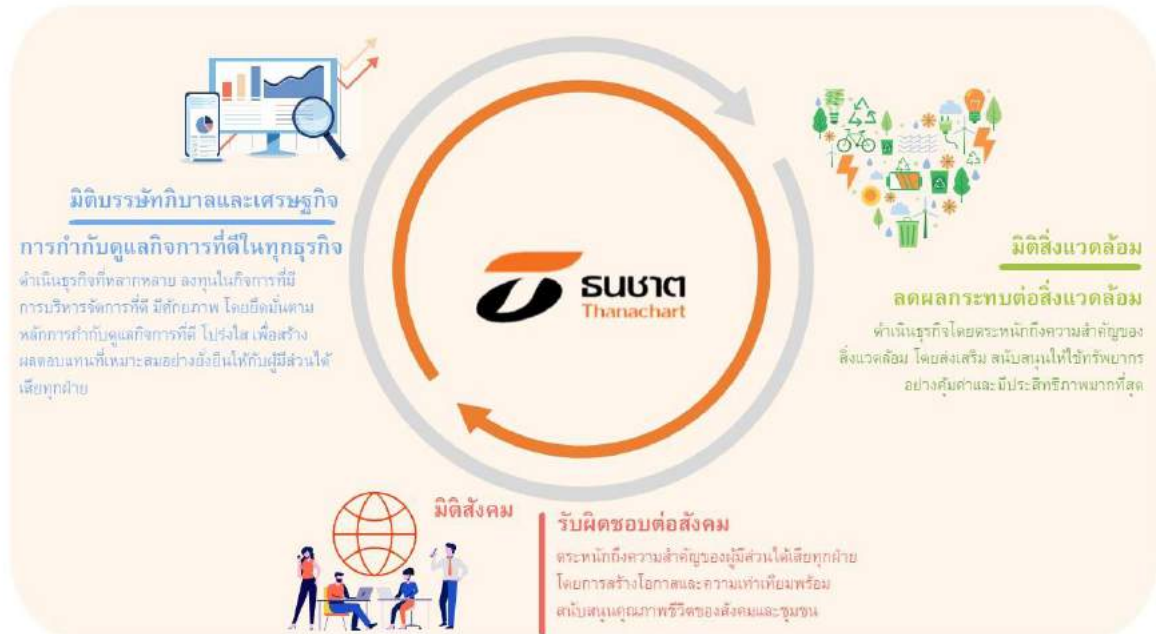 มิติบรรษัทภิบาลและเศรษฐกิจ
การกำกับดูแลกิจการที่ดีในทุกธุรกิจ
ดำเนินธุรกิจที่หลากหลาย ลงทุนในกิจการที่มี
การบริหารจัดการที่ดี มีศักยภาพ โดยยึดมั่นตาม
หลักการกำกับดูแลกิจการที่ดี โปร่งใส เพื่อสร้าง
ผลตอบแทนที่เหมาะสมอย่างยั่งยืนให้กับผู้มีส่วนได้
เสียทุกฝ่าย
ธนชาต
Thanachart
มิติสิ่งแวดล้อม
ลดผลกระทบต่อสิ่งแวดล้อม
ดำเนินธุรกิจโดยตระหนักถึงความสำคัญของ
สิ่งแวดล้อม โดยส่งเสริม สนับสนุนให้ใช้ทรัพยากร
อย่างคุ้มค่าและมีประสิทธิภาพมากที่สุด
มิติสังคม
รับผิดชอบต่อสังคม
ตระหนักถึงความสำคัญของผู้มีส่วนได้เสียทุกฝ่าย
โดยการสร้างโอกาสและความเท่าเทียมพร้อม
สนับสนุนคุณภาพชีวิตของสังคมและชุมชน